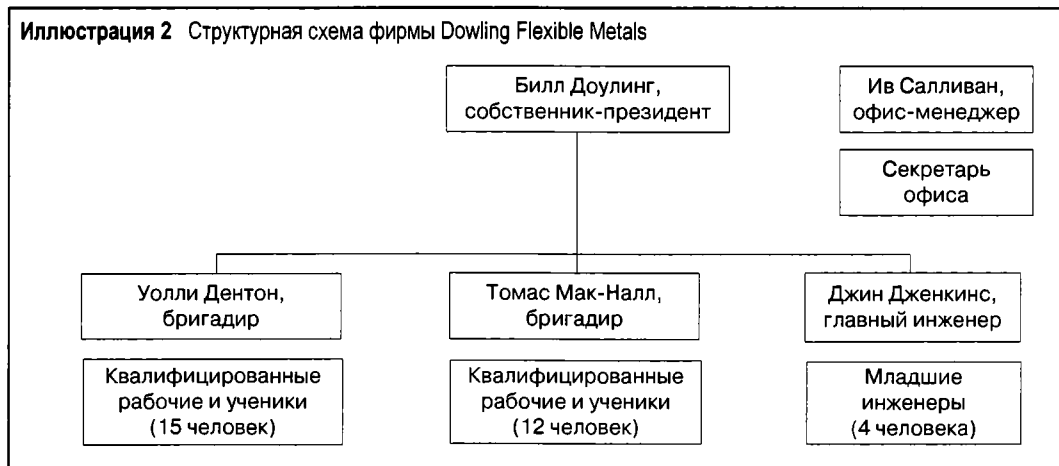 Иллюстрация 2 Структурная схема фирмы Dowling Flexible Metals
Билл Доулинг,
собственник-президент
Ив Салливан,
офис-менеджер
Секретарь
офиса
Уолли Дентон,
бригадир
Томас Мак-Налл,
бригадир
Джин Дженкинс,
главный инженер
Квалифицированные
рабочие и ученики
(15 человек)
Квалифицированные
рабочие и ученики
(12 человек)
Младшие
инженеры
(4 человека)